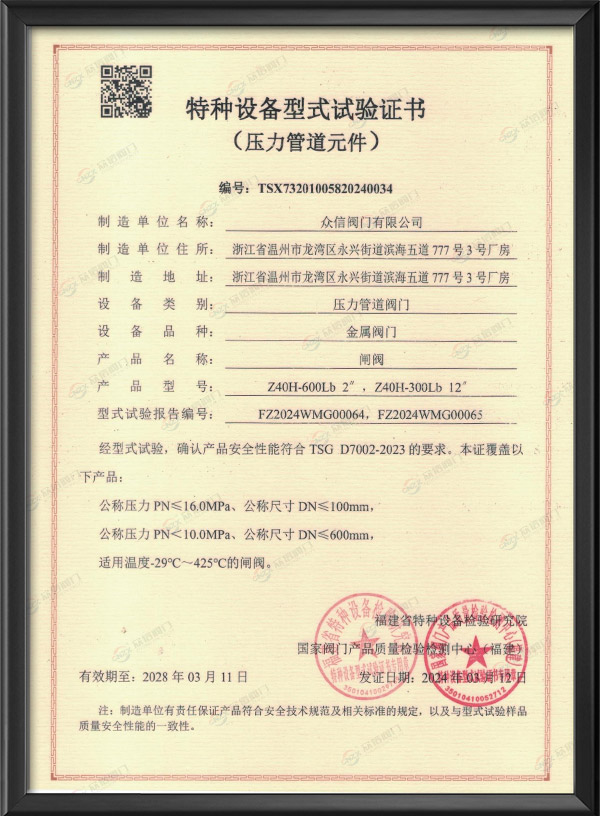 特种设备型式试验证书
（压力管道元件）
编号：TSX73201005820240034
制造单位名称：众信阀门有限公司
制造单位住所：浙江省温州市龙湾区永兴街道滨海五道777号3号厂房
制造地址：浙江省温州市龙湾区永兴街道滨海五道777号3号厂房
设备类别：压力管道阀门
设备品种：金属阀门
产品名称：闸阀
产品型号：Z40H-600Lb 2″，Z40H-300Lb 12″
型式试验报告编号：FZ2024WMG00064，FZ2024WMG00065
经型式试验，确认产品安全性能符合TSG D7002-2023的要求。本证覆盖以
下产品：
公称压力PN≤16.0MPa、公称尺寸DN≤100mm，
公称压力PN≤10.0MPa、公称尺寸DN≤600mm，
适用温度-29℃～425℃的闸阀。
福建省特种设备检验研究院
国家阀门产品质量检验检测中心（福建）
有效期至：2028年03月11日
发证日期：2024年03月12日
注：制造单位有责任保证产品符合安全技术规范及相关标准的规定，以及与型式试验样品
质量安全性能的一致性。